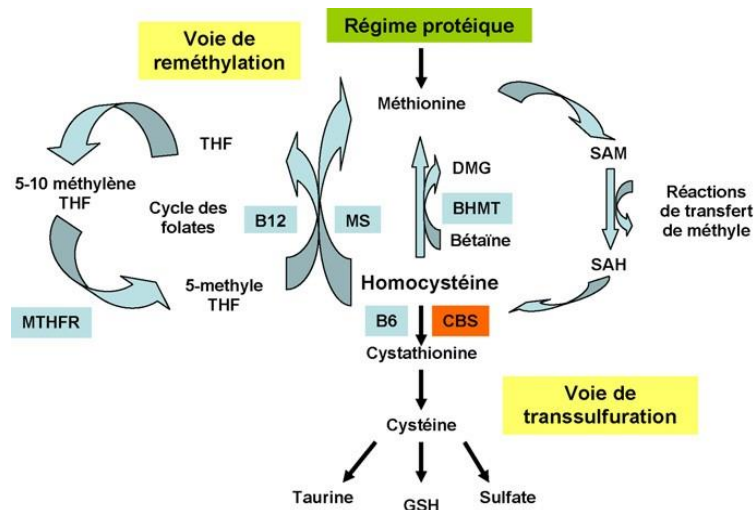 Régime protéique
Voie de
reméthylation
Méthionine
THF
5-10 méthylène
THF
Cycle des
folates
B12
MS
DMG
BHMT
Bétaïne
SAM
Réactions
de transfert
de méthyle
SAH
5-methyle
THF
MTHFR
Homocystéine
B6
CBS
Cystathionine
Voie de
transsulfuration
Cystéine
Taurine
GSH
Sulfate